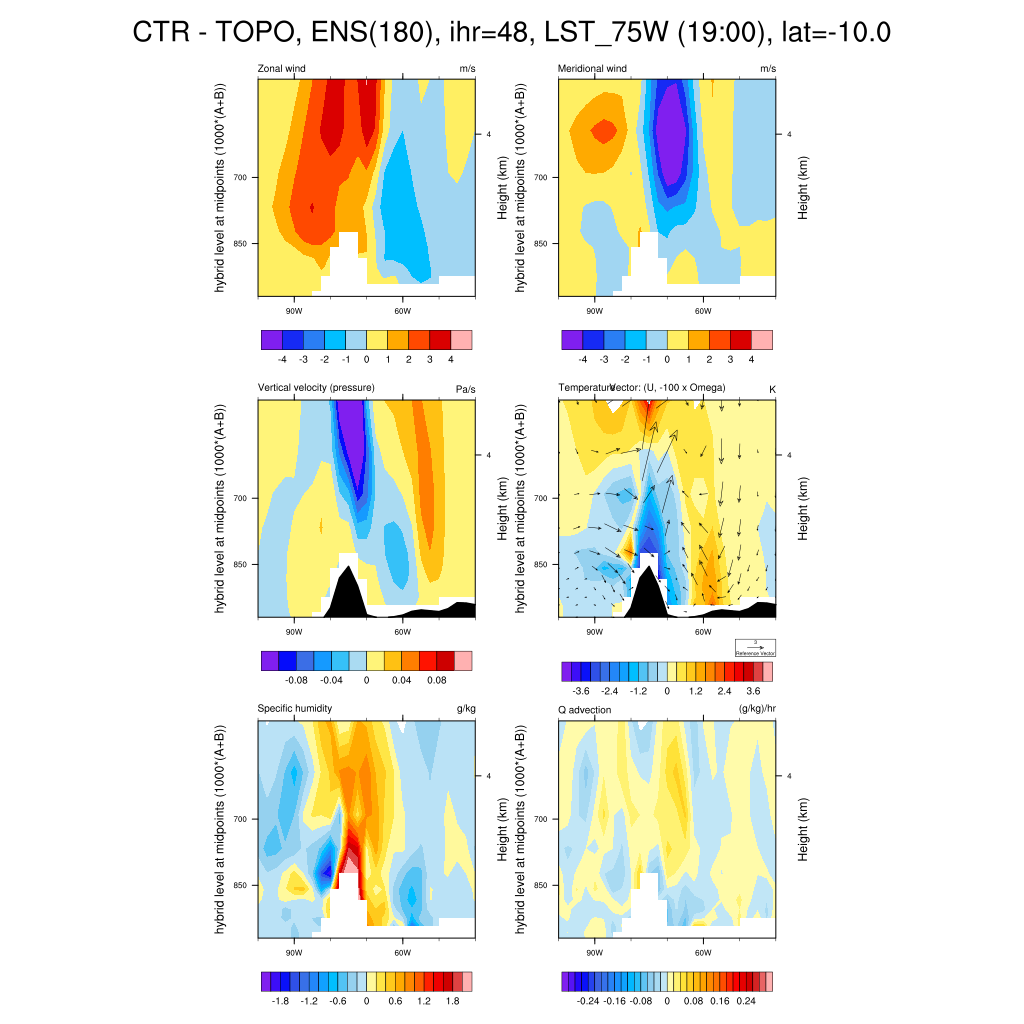 CTR - TOPO, ENS(180), ihr=48, LST_75W (19:00), lat=-10.0
Zonal wind m/s
hybrid level at midpoints (1000*(A+B))
700
850
4
Height (km)
90W 60W
-4 -3 -2 -1 0 1 2 3 4
Meridional wind m/s
hybrid level at midpoints (1000*(A+B))
700
850
4
Height (km)
90W 60W
-4 -3 -2 -1 0 1 2 3 4
Vertical velocity (pressure) Pa/s
hybrid level at midpoints (1000*(A+B))
700
850
4
Height (km)
90W 60W
-0.08 -0.04 0 0.04 0.08
Temperature Vector: (U, -100 x Omega) K
hybrid level at midpoints (1000*(A+B))
700
850
4
Height (km)
90W 60W
3
Reference Vector
-3.6 -2.4 -1.2 0 1.2 2.4 3.6
Specific humidity g/kg
hybrid level at midpoints (1000*(A+B))
700
850
4
Height (km)
90W 60W
-1.8 -1.2 -0.6 0 0.6 1.2 1.8
Q advection (g/kg)/hr
hybrid level at midpoints (1000*(A+B))
700
850
4
Height (km)
90W 60W
-0.24 -0.16 -0.08 0 0.08 0.16 0.24